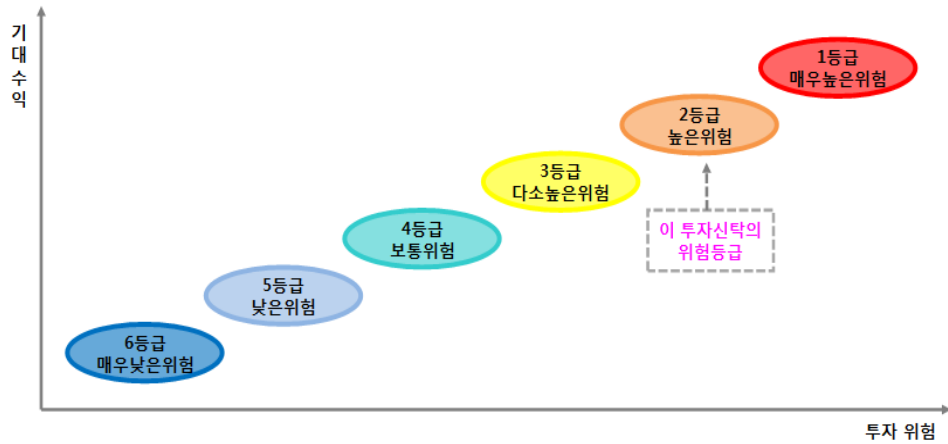 기
대
수
익
1등급
매우높은위험
2등급
높은위험
3등급
다소높은위험
이 투자신탁의
위험등급
4등급
보통위험
5등급
낮은위험
6등급
매우낮은위험
투자 위험